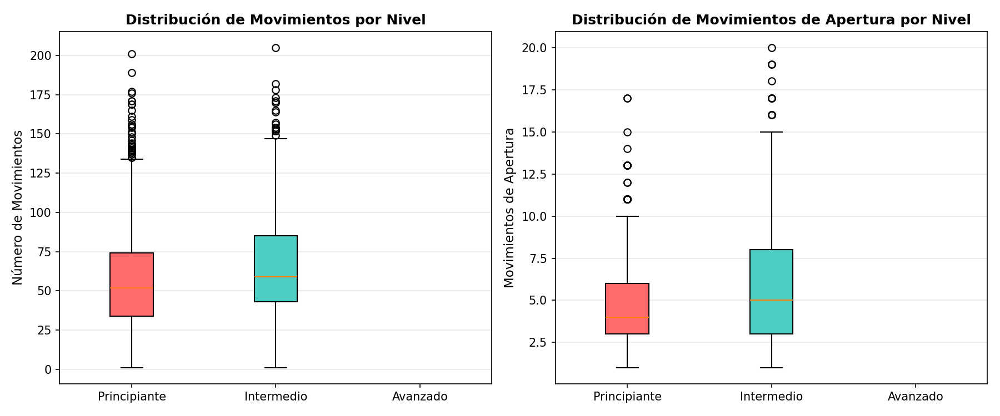 Distribución de Movimientos por Nivel
Número de Movimientos
200
175
150
125
100
75
50
25
0
Principiante Intermedio Avanzado
Distribución de Movimientos de Apertura por Nivel
Movimientos de Apertura
20.0
17.5
15.0
12.5
10.0
7.5
5.0
2.5
Principiante Intermedio Avanzado